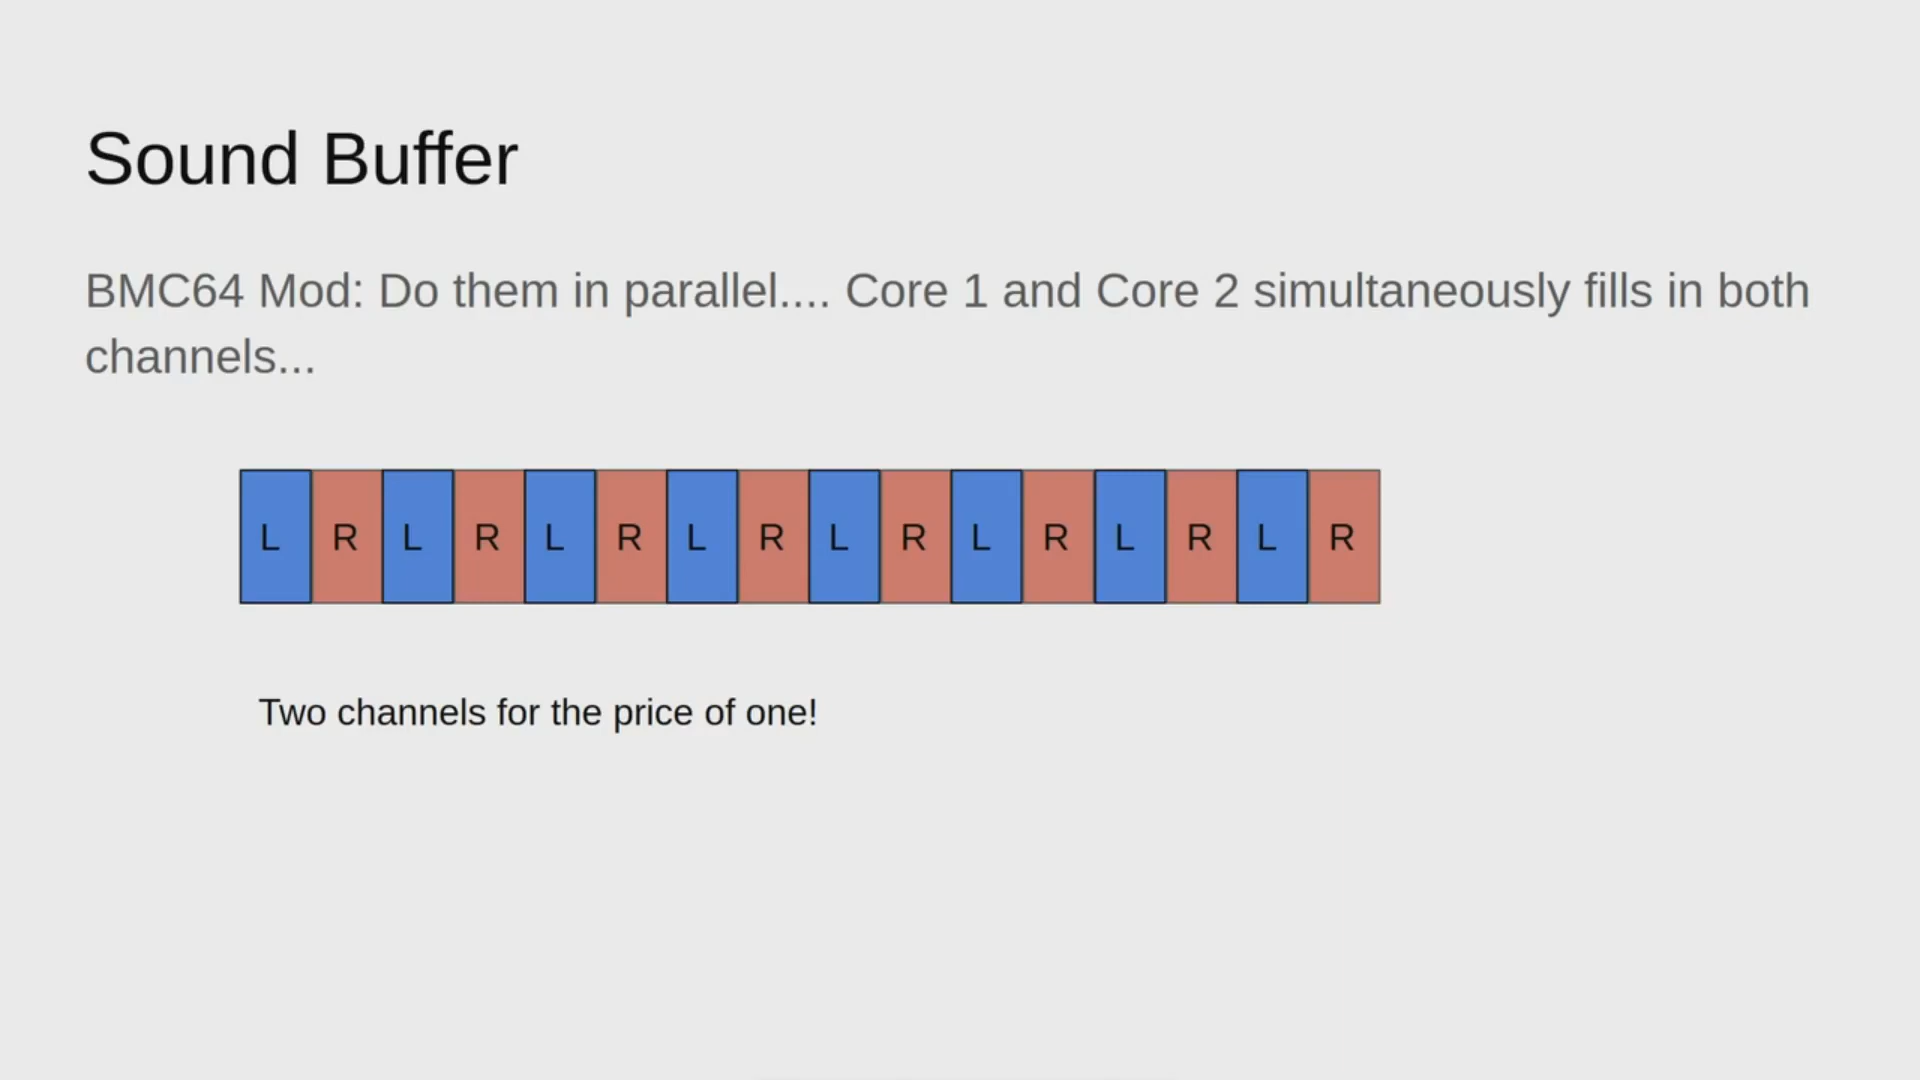 Sound Buffer
BMC64 Mod: Do them in parallel.... Core 1 and Core 2 simultaneously fills in both
channels...
L R L R L R L R L R L R L R L R
Two channels for the price of one!